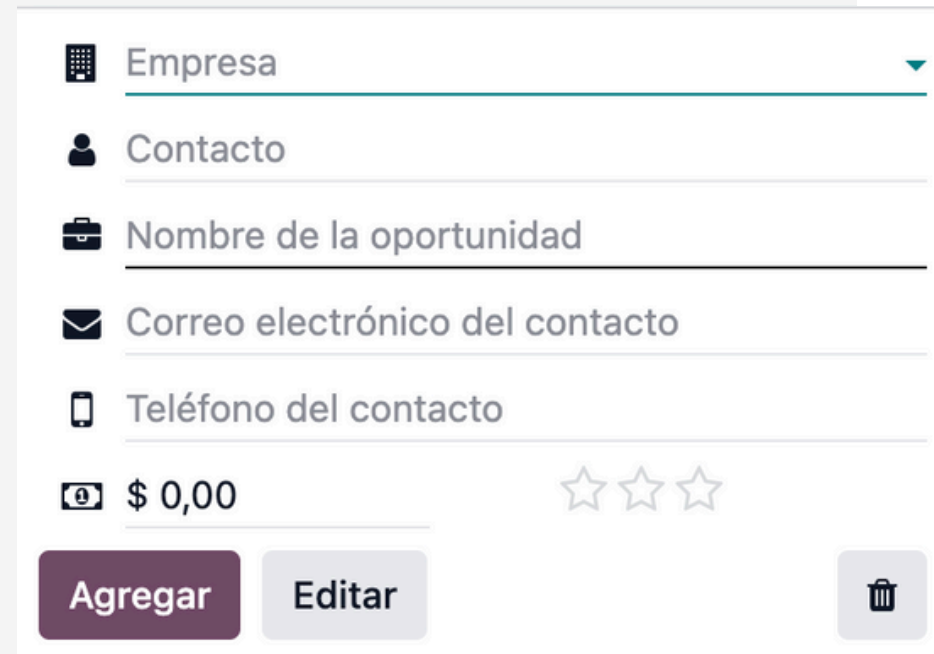 Empresa
Contacto
Nombre de la oportunidad
Correo electrónico del contacto
Teléfono del contacto
$ 0,00
Agregar Editar